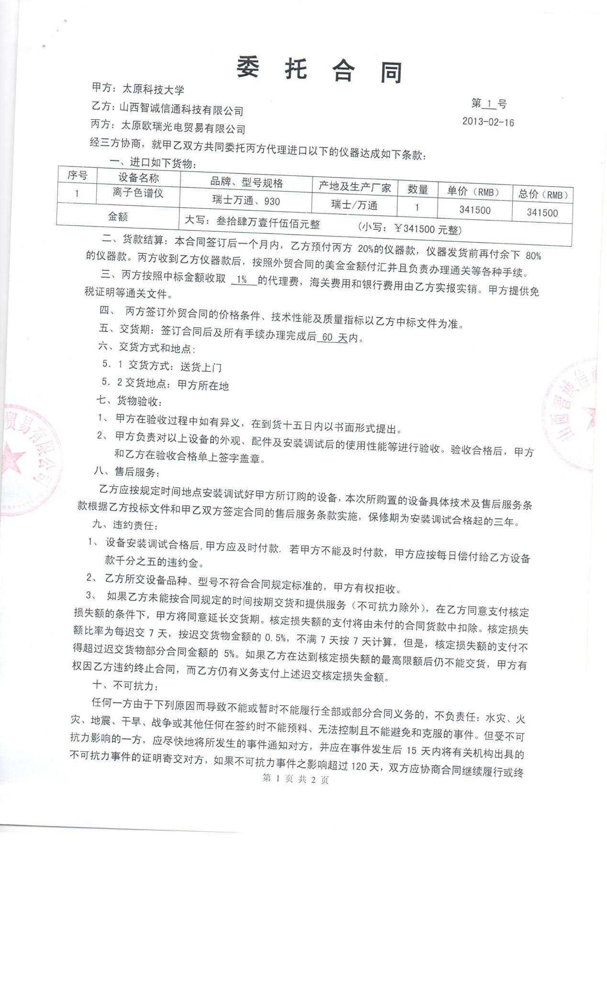 委 托 合 同
甲方：太原科技大学
第 1 号
乙方：山西智诚信通科技有限公司
2013-02-16
丙方：太原欧瑞光电贸易有限公司
经三方协商，就甲乙双方共同委托丙方代理进口以下的仪器达成如下条款：
一、进口如下货物：
序号 设备名称 品牌、型号规格 产地及生产厂家 数量 单价（RMB） 总价（RMB）
1 离子色谱仪 瑞士万通、930 瑞士/万通 1 341500 341500
金额 大写：叁拾肆万壹仟伍佰元整 （小写：￥341500 元整）
二、货款结算：本合同签订后一个月内，乙方预付丙方 20%的仪器款，仪器发货前再付余下 80%
的仪器款。丙方收到乙方仪器款后，按照外贸合同的美金金额付汇并且负责办理通关等各种手续。
三、丙方按照中标金额收取 1% 的代理费，海关费用和银行费用由乙方实报实销。甲方提供免
税证明等通关文件。
四、 丙方签订外贸合同的价格条件、技术性能及质量指标以乙方中标文件为准。
五、交货期：签订合同后及所有手续办理完成后 60 天内。
六、交货方式和地点：
5．1 交货方式：送货上门
5．2 交货地点：甲方所在地
七、货物验收：
1、 甲方在验收过程中如有异义，在到货十五日内以书面形式提出。
2、 甲方负责对以上设备的外观、配件及安装调试后的使用性能等进行验收。验收合格后，甲方
和乙方在验收合格单上签字盖章。
八、售后服务：
乙方应按规定时间地点安装调试好甲方所订购的设备，本次所购置的设备具体技术及售后服务条
款根据乙方投标文件和甲乙双方签定合同的售后服务条款实施，保修期为安装调试合格起的三年。
九、违约责任：
1、 设备安装调试合格后,甲方应及时付款．若甲方不能及时付款，甲方应按每日偿付给乙方设备
款千分之五的违约金。
2、 乙方所交设备品种、型号不符合合同规定标准的，甲方有权拒收。
3、 如果乙方未能按合同规定的时间按期交货和提供服务（不可抗力除外），在乙方同意支付核定
损失额的条件下，甲方将同意延长交货期。核定损失额的支付将由未付的合同货款中扣除。核定损失
额比率为每迟交 7 天，按迟交货物金额的 0.5%，不满 7 天按 7 天计算，但是，核定损失额的支付不
得超过迟交货物部分合同金额的 5%。如果乙方在达到核定损失额的最高限额后仍不能交货，甲方有
权因乙方违约终止合同，而乙方仍有义务支付上述迟交核定损失金额。
十、不可抗力：
任何一方由于下列原因而导致不能或暂时不能履行全部或部分合同义务的，不负责任：水灾、火
灾、地震、干旱、战争或其他任何在签约时不能预料、无法控制且不能避免和克服的事件。但受不可
抗力影响的一方，应尽快地将所发生的事件通知对方，并应在事件发生后 15 天内将有关机构出具的
不可抗力事件的证明寄交对方，如果不可抗力事件之影响超过 120 天，双方应协商合同继续履行或终
第 1 页 共 2 页
贸易有限公司
山西智诚信